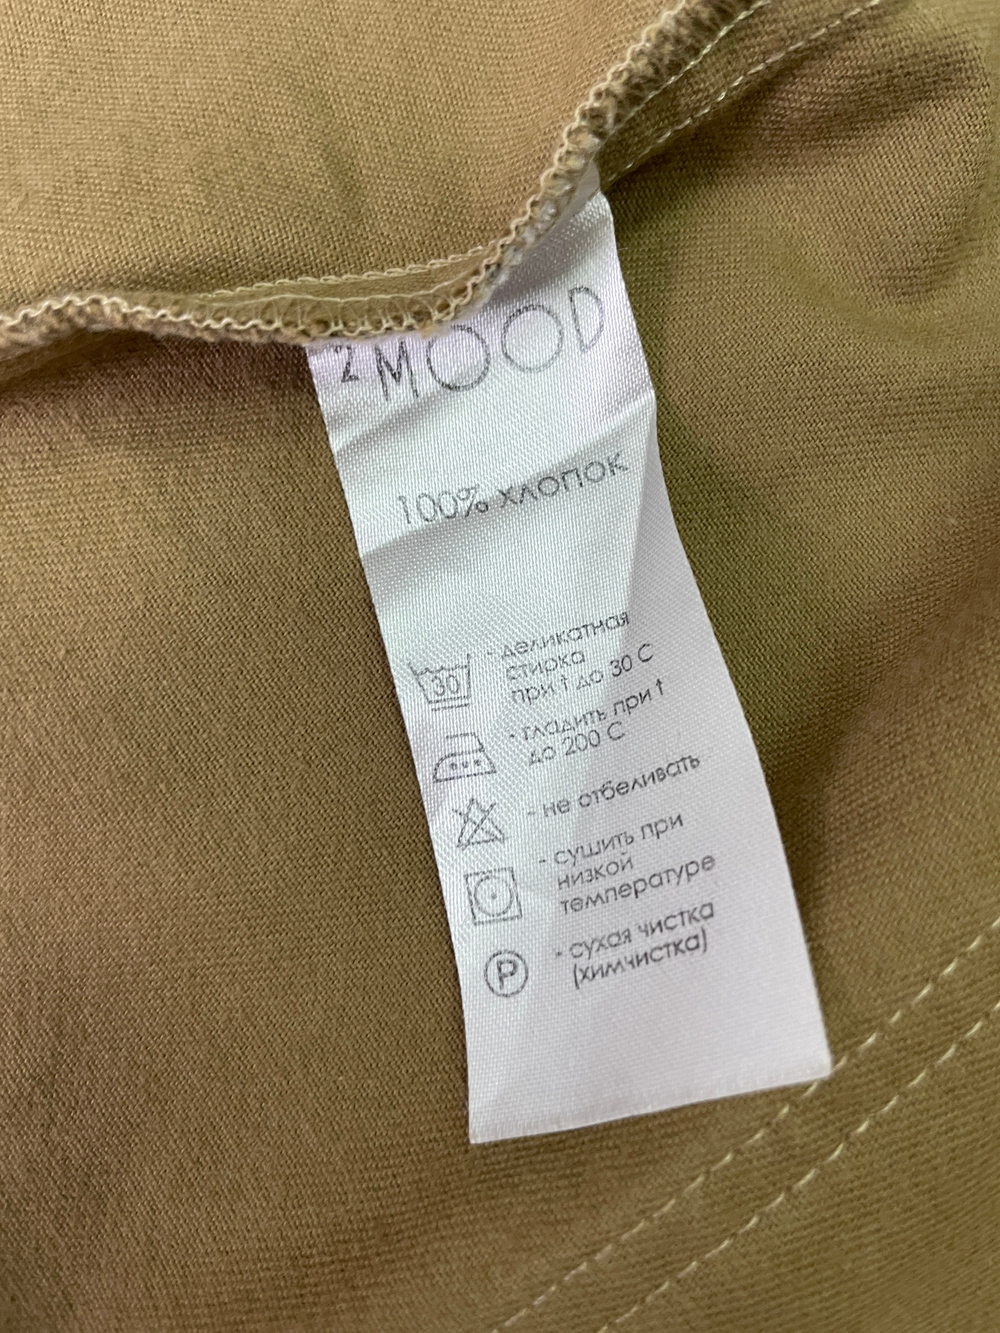 2MOOD
100% хлопок
30 - деликатная
стирка
при t до 30 С
- гладить при t
до 200 С
- не отбеливать
- сушить при
низкой
температуре
P - сухая чистка
(химчистка)